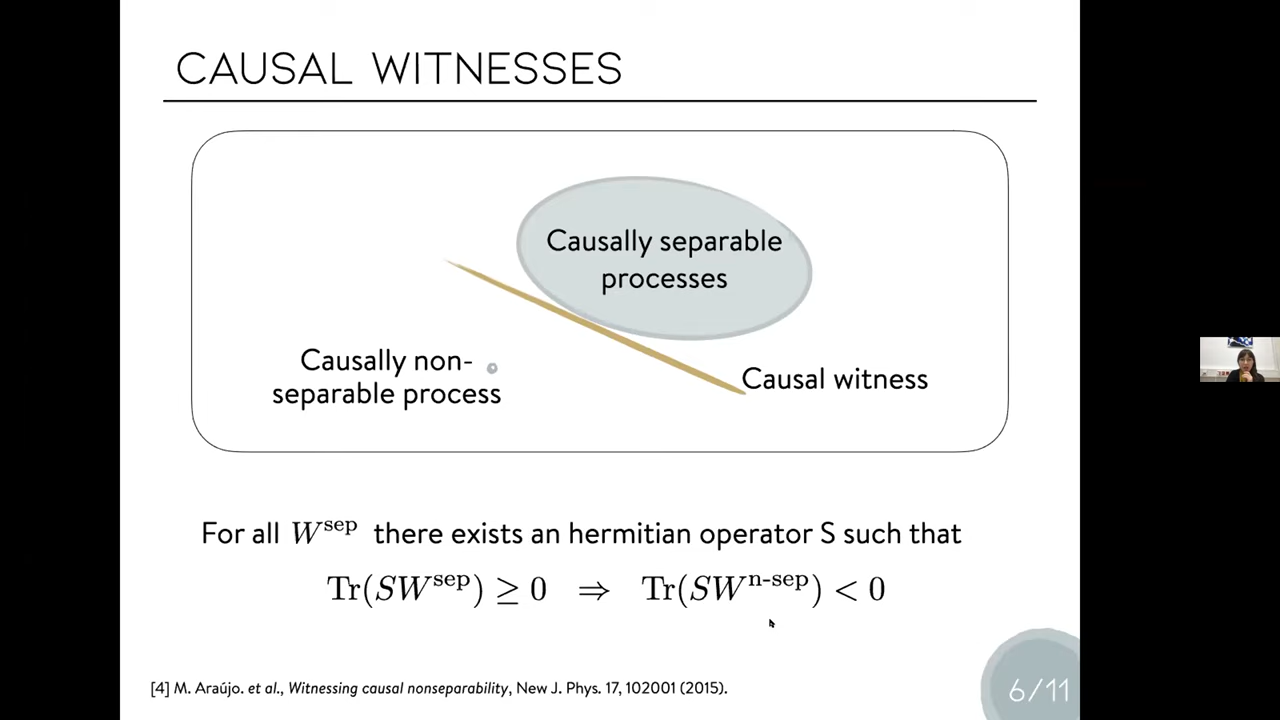 CAUSAL WITNESSES
Causally separable
processes
Causally non-
separable process
Causal witness
For all W^sep there exists an hermitian operator S such that
Tr(SW^sep) ≥ 0 ⇒ Tr(SW^n-sep) < 0
[4] M. Araújo. et al., Witnessing causal nonseparability, New J. Phys. 17, 102001 (2015).
6/11